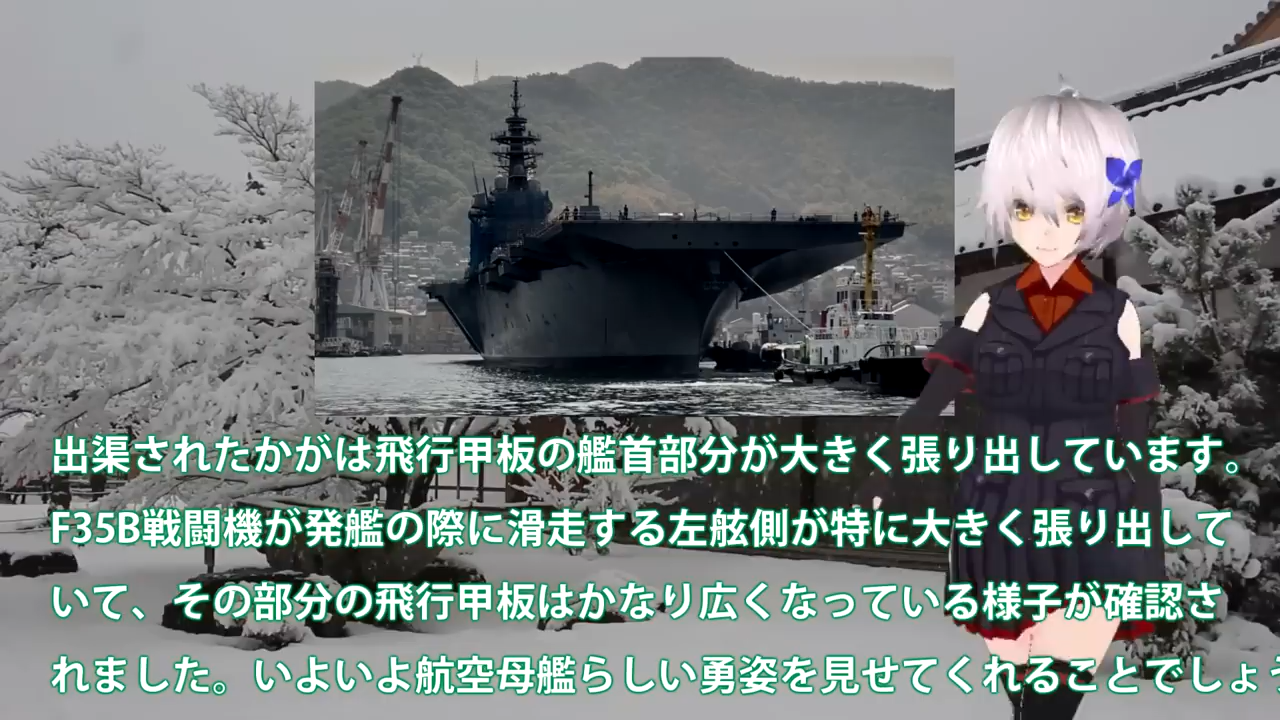 出渠されたかがは飛行甲板の艦首部分が大きく張り出しています。
F35B戦闘機が発艦の際に滑走する左舷側が特に大きく張り出して
いて、その部分の飛行甲板はかなり広くなっている様子が確認さ
れました。いよいよ航空母艦らしい勇姿を見せてくれることでしょう